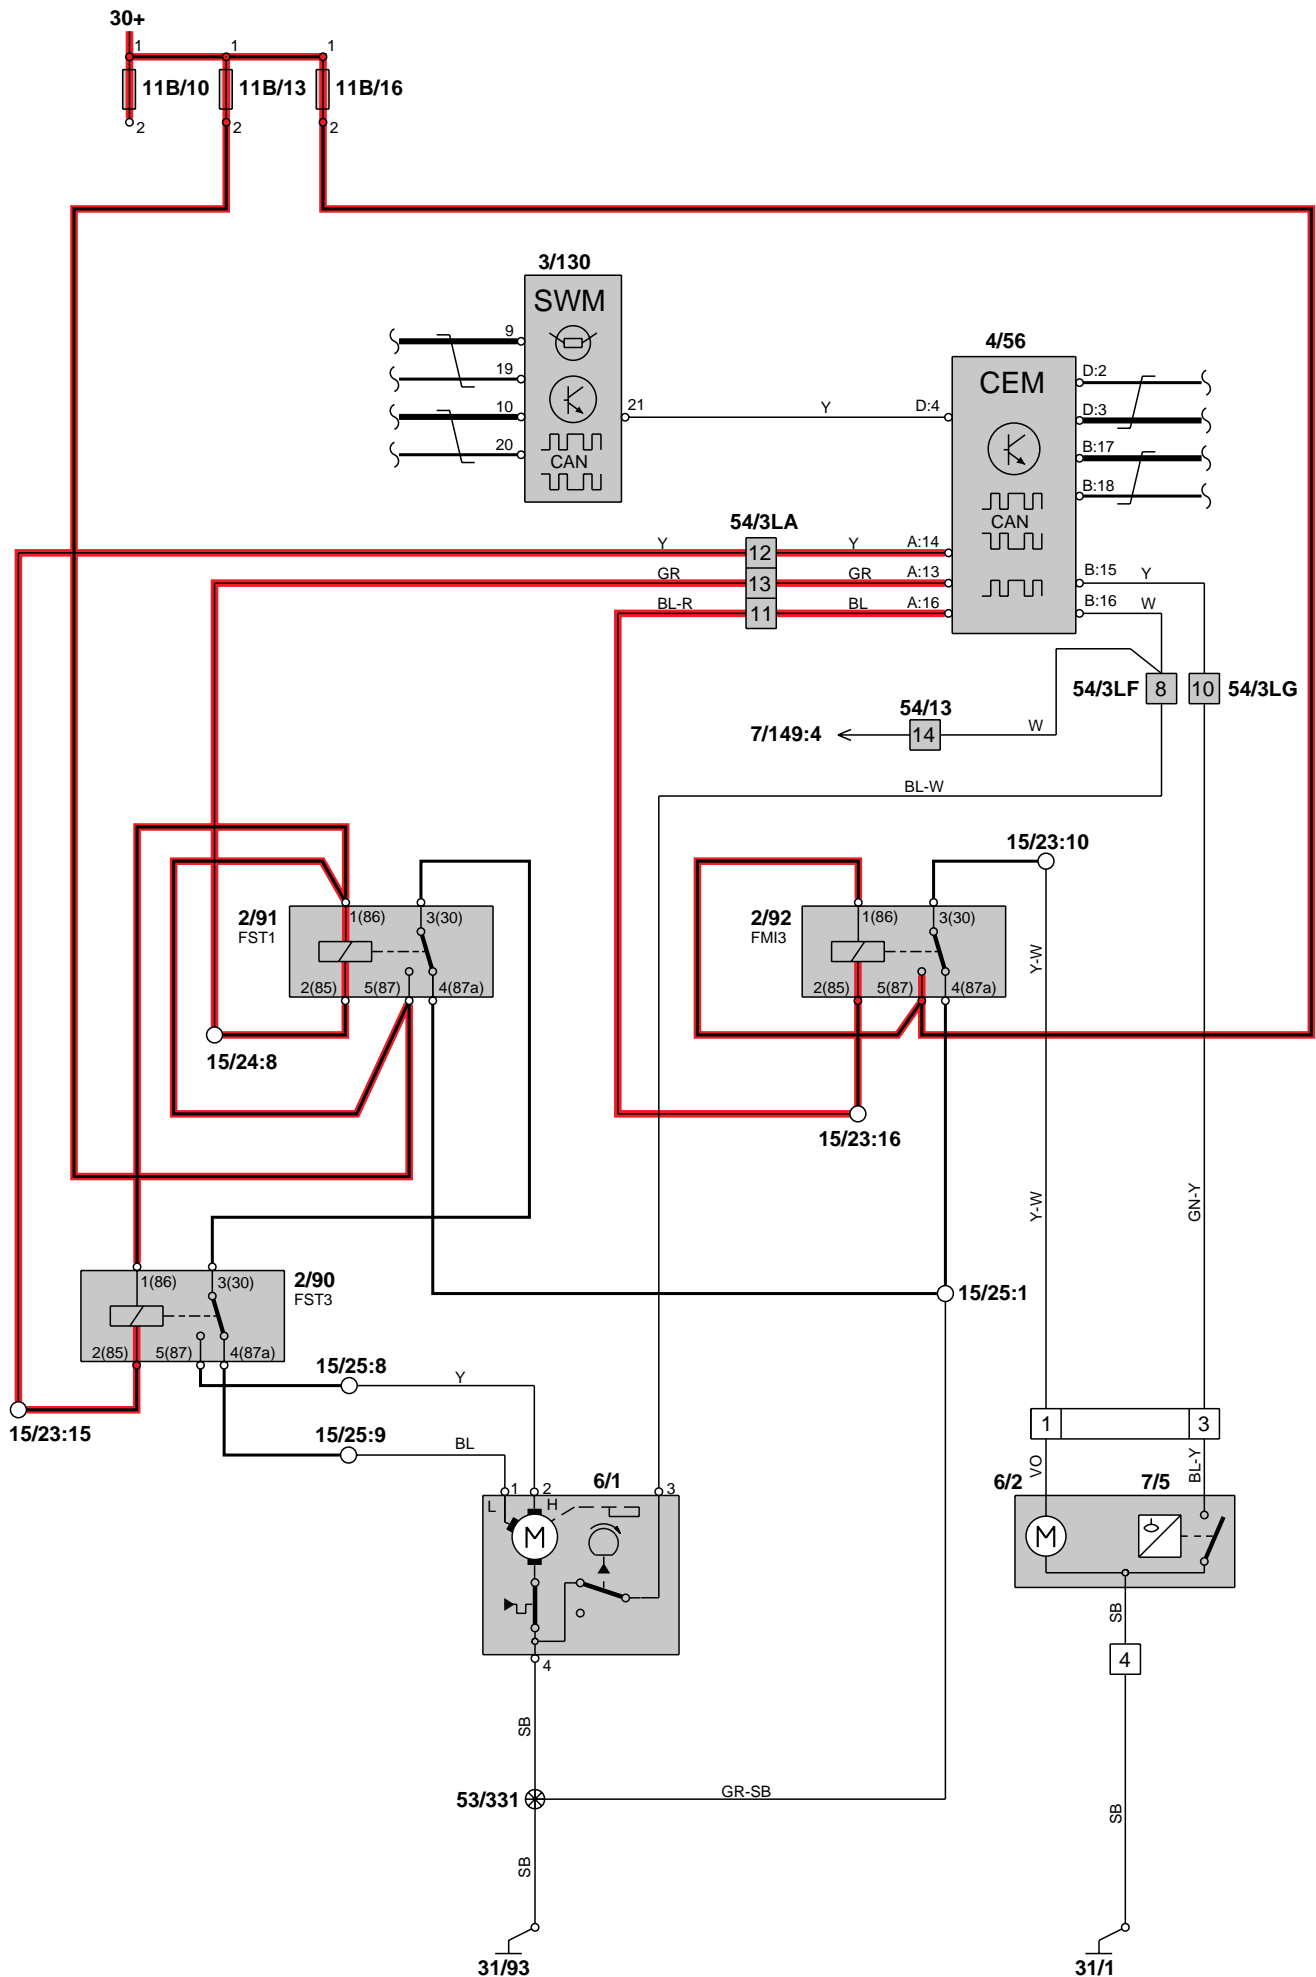 30+
1 1 1
11B/10 11B/13 11B/16
2 2 2
3/130
SWM
9
19
10
20
CAN
21
Y
D:4
4/56
CEM
D:2
D:3
B:17
B:18
CAN
54/3LA
Y 12 Y A:14
GR 13 GR A:13
BL-R 11 BL A:16
B:15 Y
B:16 W
54/3LF 8 10 54/3LG
54/13
7/149:4 14 W
BL-W
15/23:10
2/91
FST1
1(86) 3(30)
2(85) 5(87) 4(87a)
2/92
FMI3
1(86) 3(30)
2(85) 5(87) 4(87a)
Y-W
15/24:8
15/23:16
Y-W
GN-Y
1(86) 3(30)
2(85) 5(87) 4(87a)
2/90
FST3
15/25:1
15/25:8
Y
15/23:15
15/25:9
BL
1 3
VO
BL-Y
6/1
1 2 3
L H
M
4
6/2 7/5
M
SB
4
SB
53/331
GR-SB
SB
SB
31/93
31/1